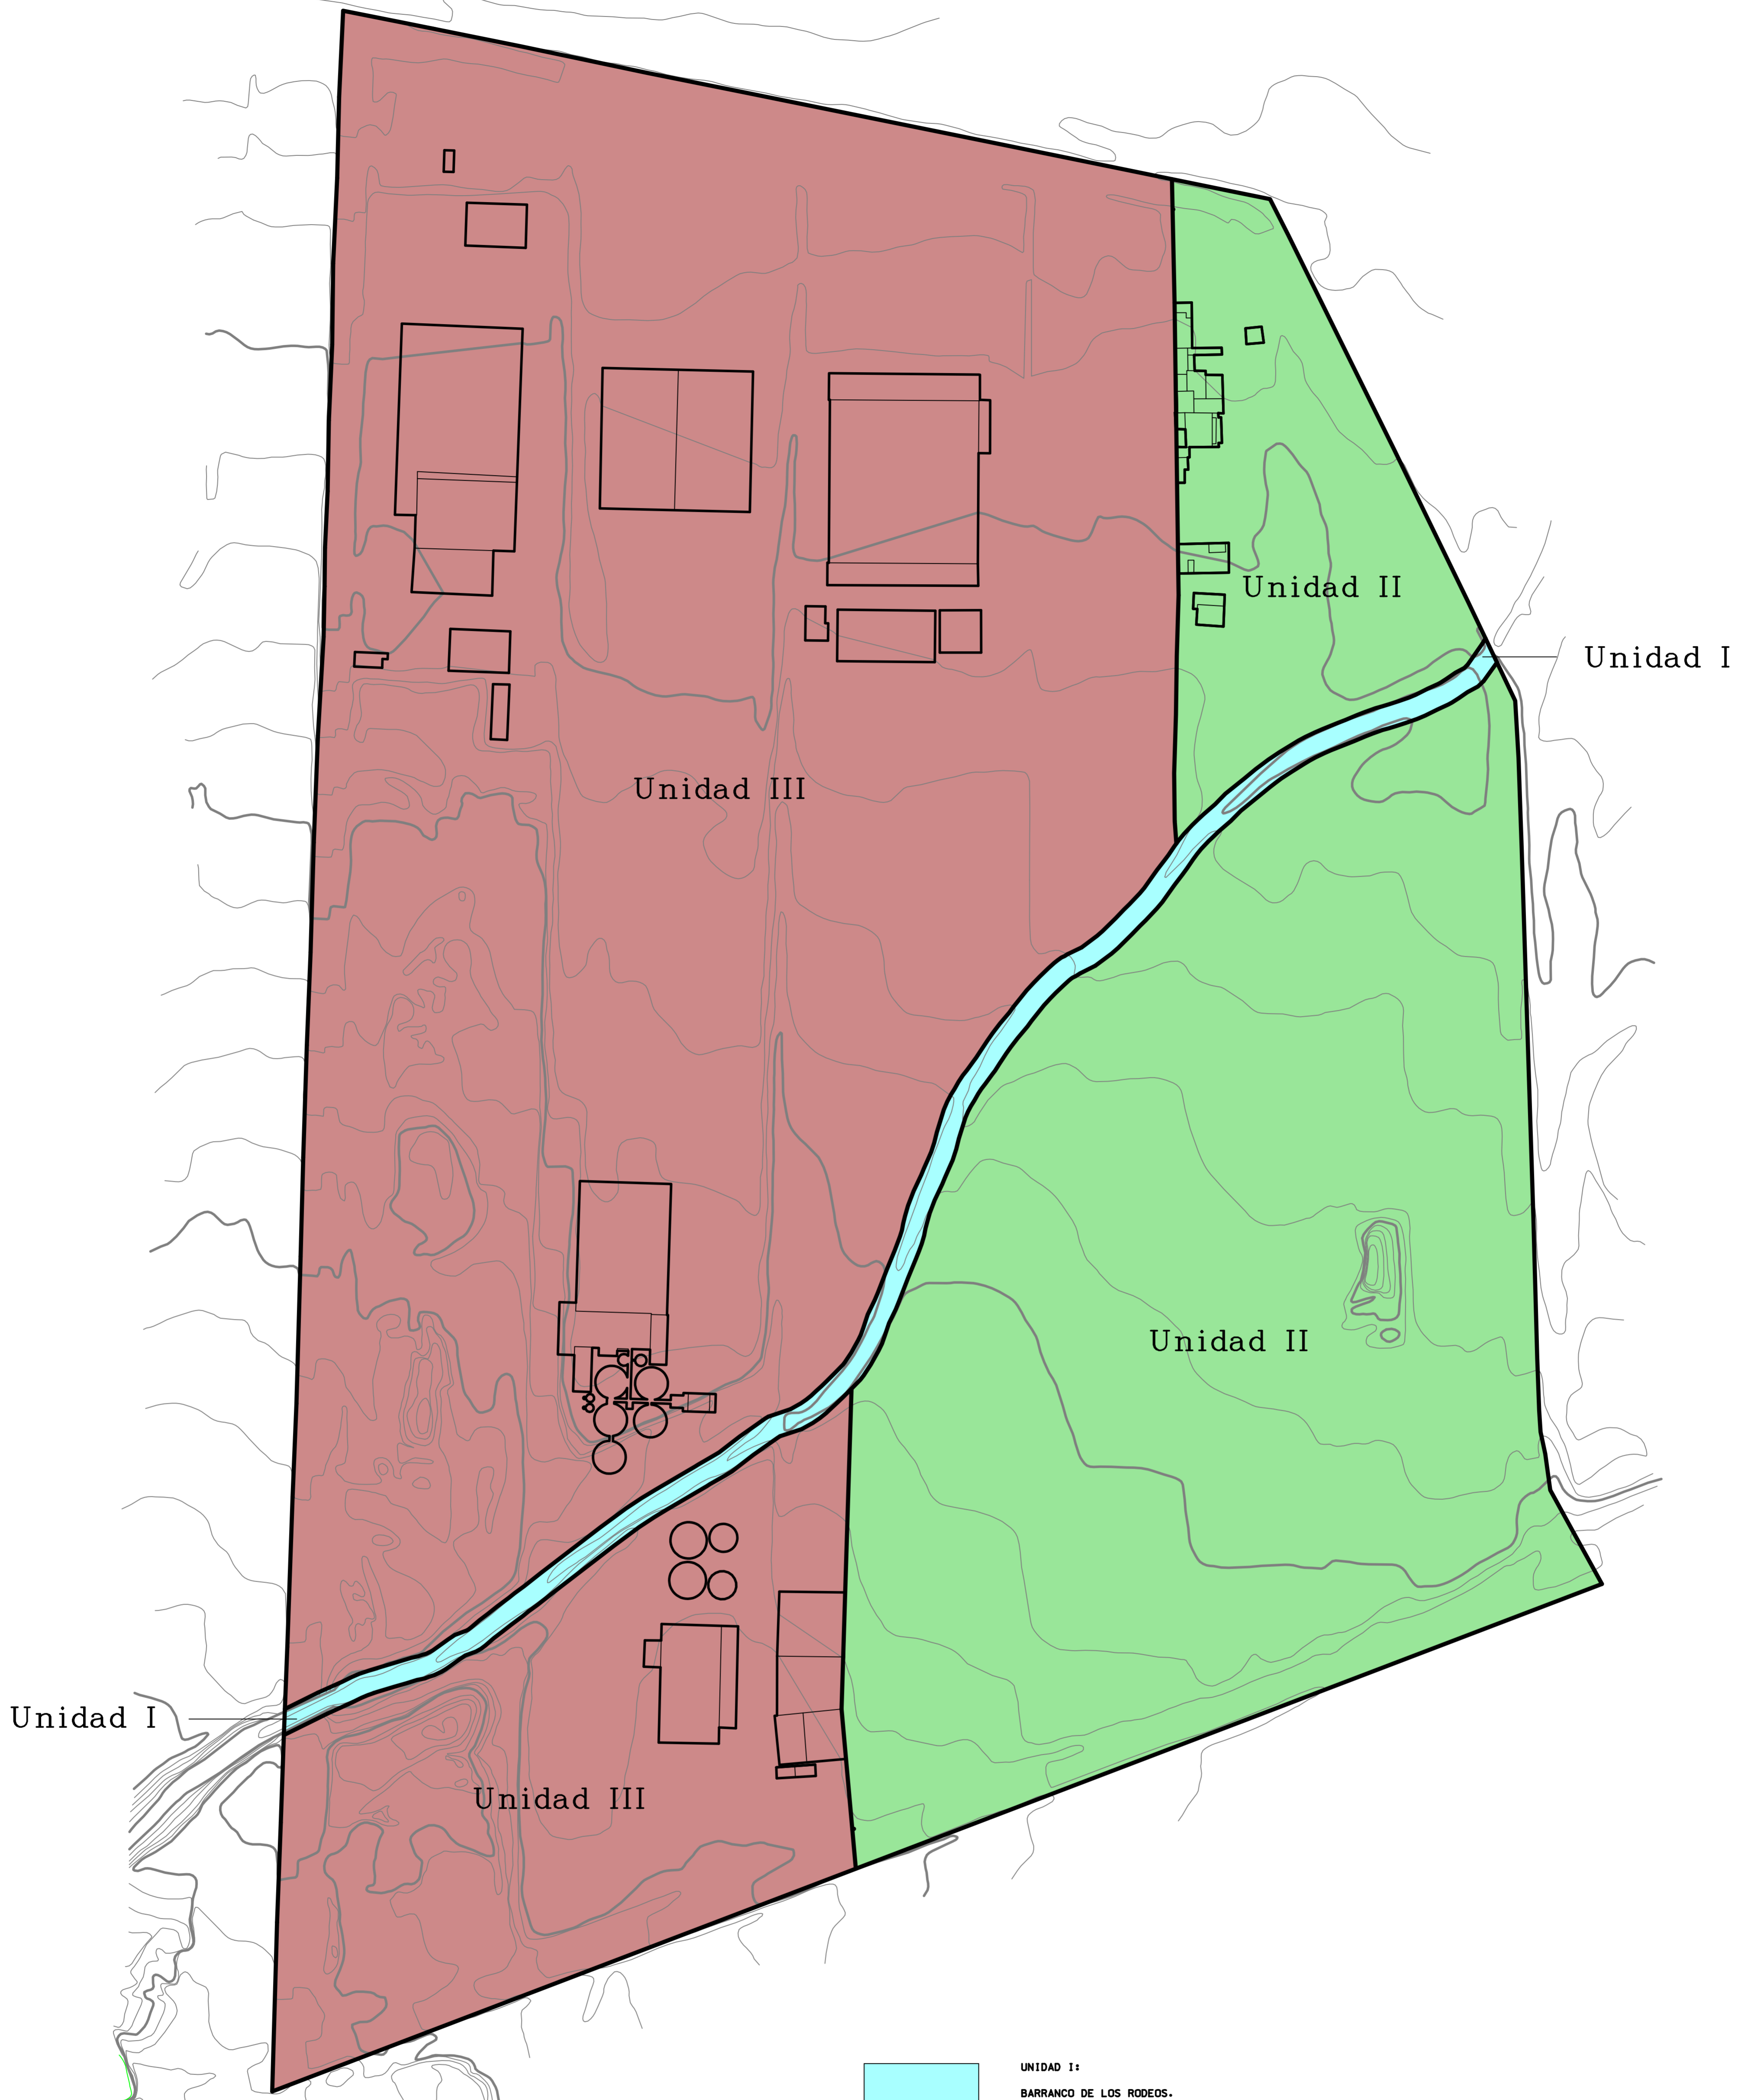 Unidad II
Unidad I
Unidad III
Unidad II
Unidad I
Unidad III
UNIDAD I:
BARRANCO DE LOS RODEOS.